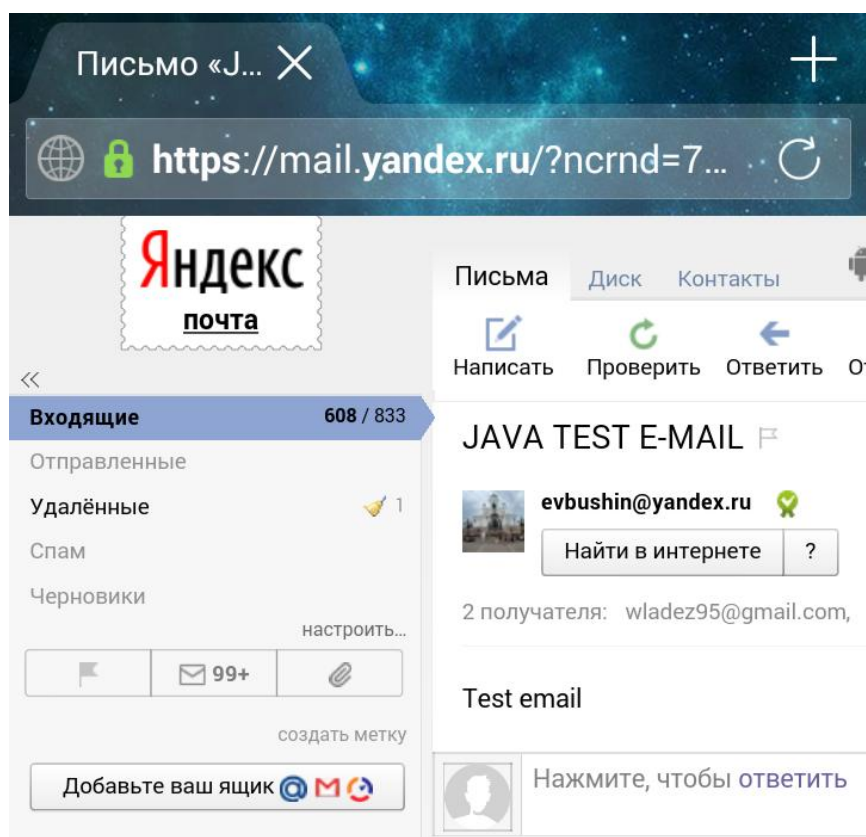 Письмо «J...
https://mail.yandex.ru/?ncrnd=7...
Яндекс
почта
Письма Диск Контакты
Написать Проверить Ответить
Входящие 608 / 833
Отправленные
Удалённые 1
Спам
Черновики
настроить...
99+
создать метку
Добавьте ваш ящик
JAVA TEST E-MAIL
evbushin@yandex.ru
Найти в интернете ?
2 получателя: wladez95@gmail.com,
Test email
Нажмите, чтобы ответить